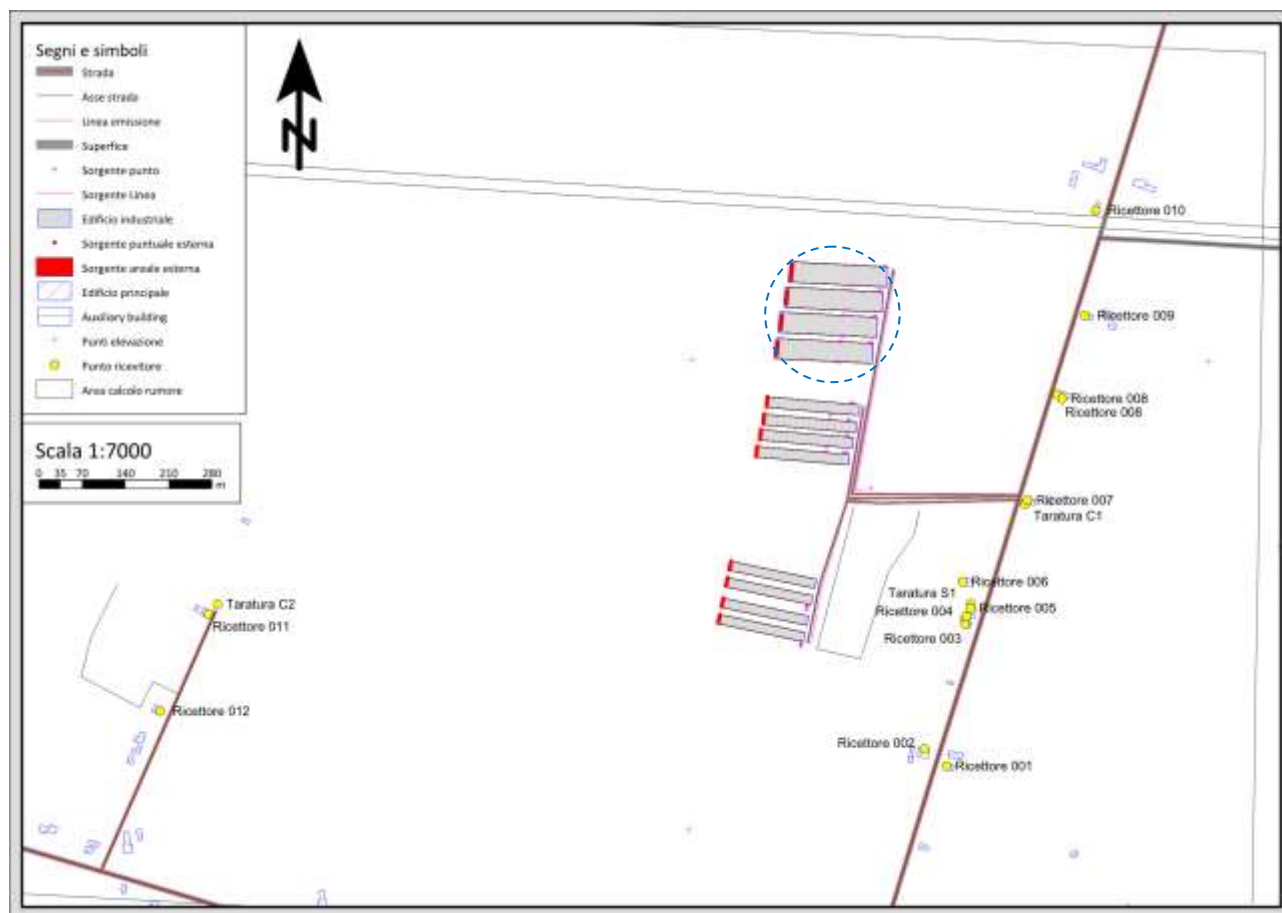 Segni e simboli
Strada
Asse strada
Linea emissione
Superfice
Sorgente punto
Sorgente Linea
Edificio industriale
Sorgente puntuale esterna
Sorgente areale esterna
Edificio principale
Auxiliary building
Punti elevazione
Punto ricevitore
Area calcolo rumore
N
Scala 1:7000
0 35 70 140 210 280
m
Ricettore 010
Ricettore 009
Ricettore 008
Ricettore 008
Ricettore 007
Taratura C1
Ricettore 006
Taratura S1
Ricettore 004
Ricettore 005
Ricettore 003
Taratura C2
Ricettore 011
Ricettore 012
Ricettore 002
Ricettore 001